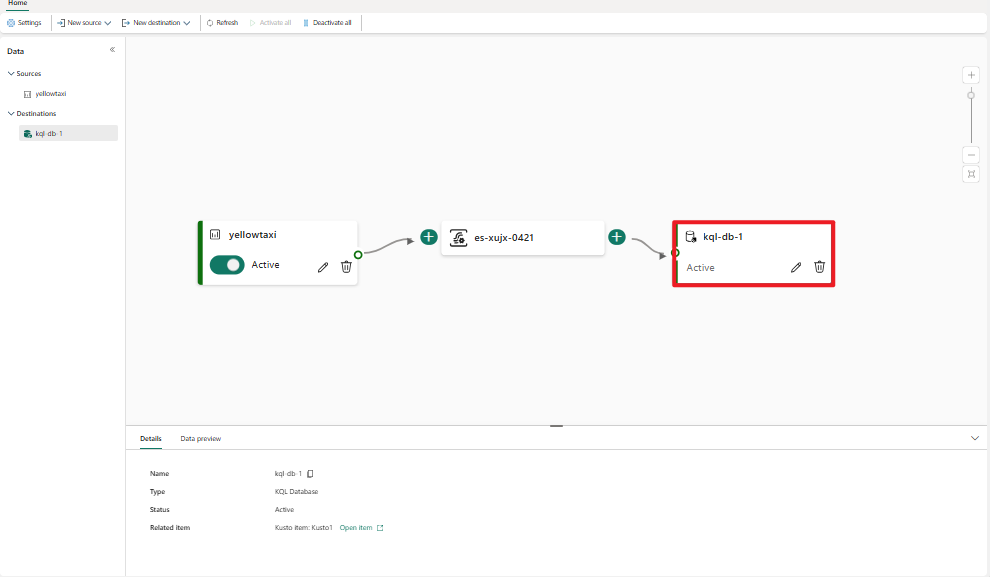 Home
Settings
New source
New destination
Refresh
Activate all
Deactivate all
Data
Sources
yellowtaxi
Destinations
kql-db-1
yellowtaxi
Active
es-xujx-0421
kql-db-1
Active
Details
Data preview
Name
kql-db-1
Type
KQL Database
Status
Active
Related item
Kusto item: Kusto1 Open item